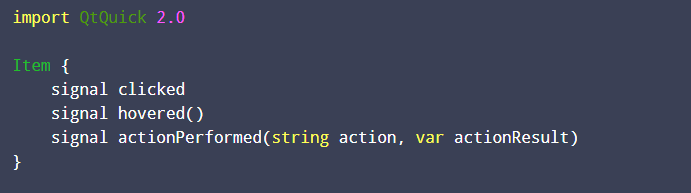 import QtQuick 2.0

Item {
    signal clicked
    signal hovered()
    signal actionPerformed(string action, var actionResult)
}